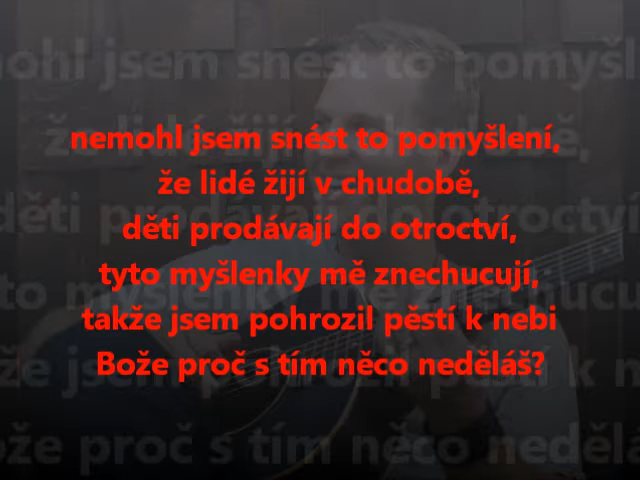 nemohl jsem snést to pomyšlení,
že lidé žijí v chudobě,
děti prodávají do otroctví,
tyto myšlenky mě znechucují,
takže jsem pohrozil pěstí k nebi
Bože proč s tím něco neděláš?